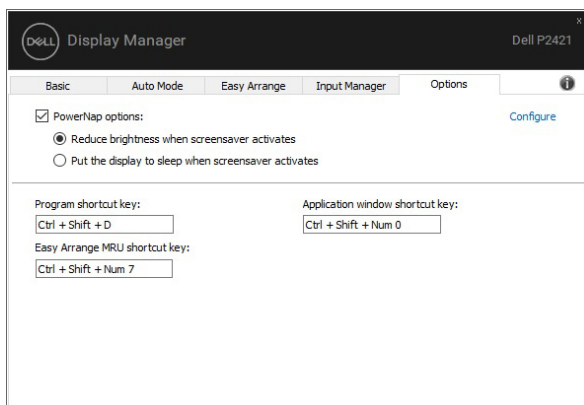 DELL Display Manager Dell P2421
x
Basic Auto Mode Easy Arrange Input Manager Options i
PowerNap options: Configure
Reduce brightness when screensaver activates
Put the display to sleep when screensaver activates
Program shortcut key: Application window shortcut key:
Ctrl + Shift + D Ctrl + Shift + Num 0
Easy Arrange MRU shortcut key:
Ctrl + Shift + Num 7